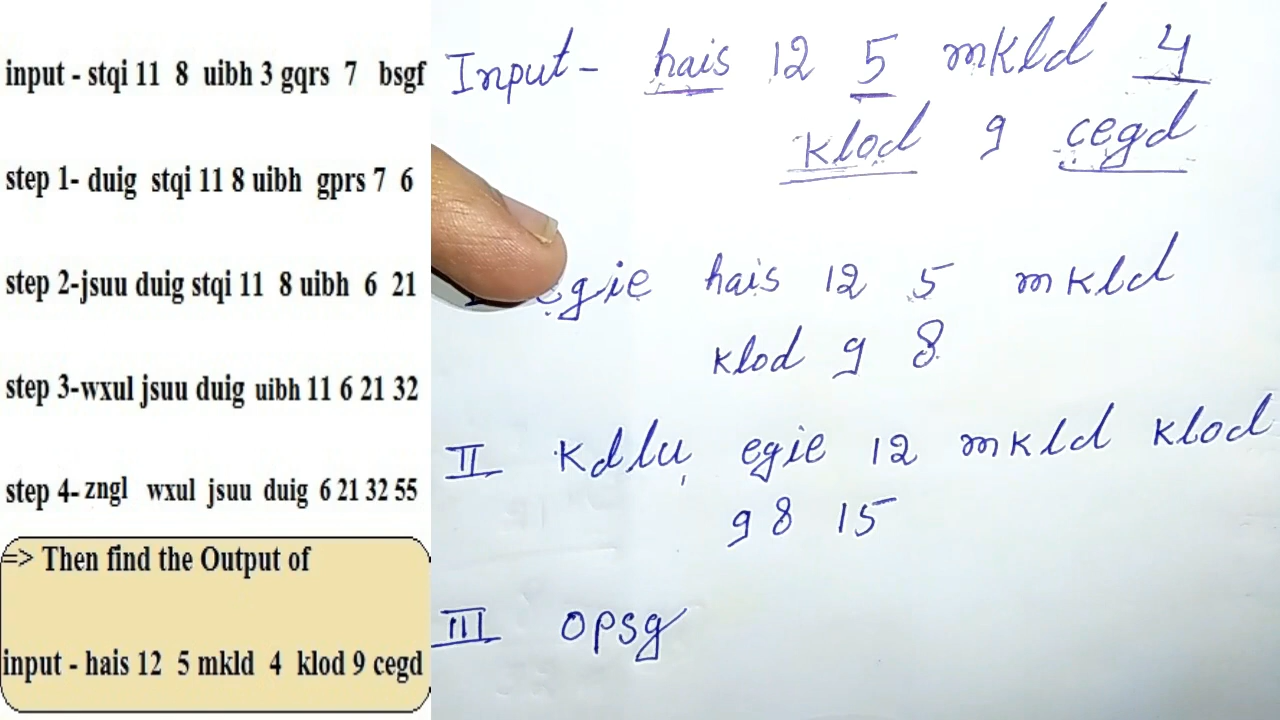 input - stqi 11 8 uibh 3 gqrs 7 bsgf
step 1- duig stqi 11 8 uibh gprs 7 6
step 2-jsuu duig stqi 11 8 uibh 6 21
step 3-wxul jsuu duig uibh 11 6 21 32
step 4- zngl wxul jsuu duig 6 21 32 55
=> Then find the Output of
input - hais 12 5 mkld 4 klod 9 cegd
Input- hais 12 5 mkld 4
klod 9 cegd
egie hais 12 5 mkld
klod 9 8
II kdlu egie 12 mkld klod
9 8 15
III opsg